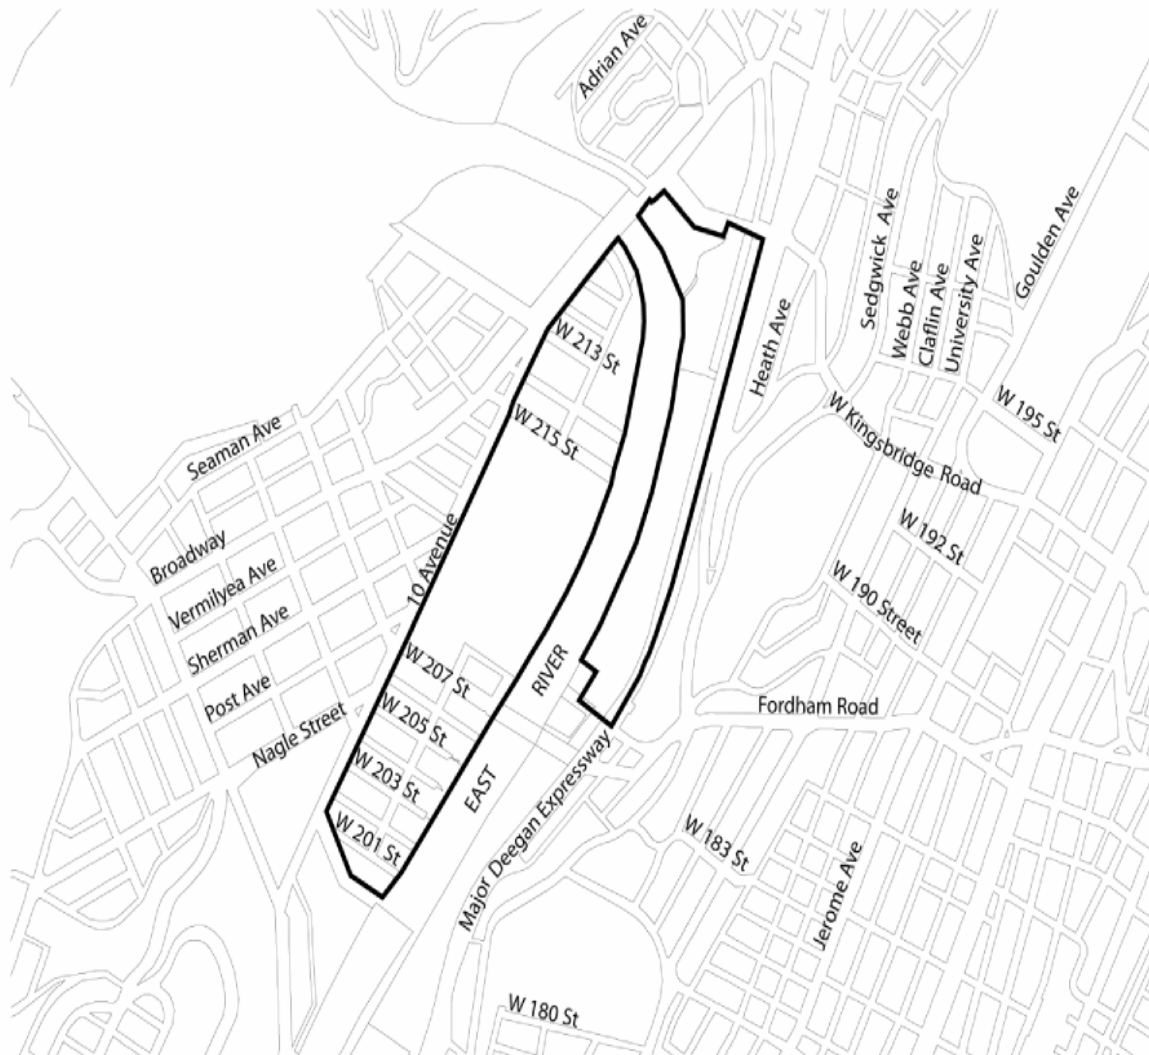 Adrian Ave
Goulden Ave
Sedgwick Ave
Webb Ave
Claflin Ave
University Ave
Heath Ave
W 213 St
W 215 St
W 195 St
W Kingsbridge Road
Seaman Ave
W 192 St
10 Avenue
Broadway
Vermilyea Ave
W 190 Street
Sherman Ave
W 207 St
RIVER
Post Ave
Fordham Road
W 205 St
Nagle Street
W 203 St
EAST
Major Deegan Expressway
W 201 St
W 183 St
Jerome Ave
W 180 St